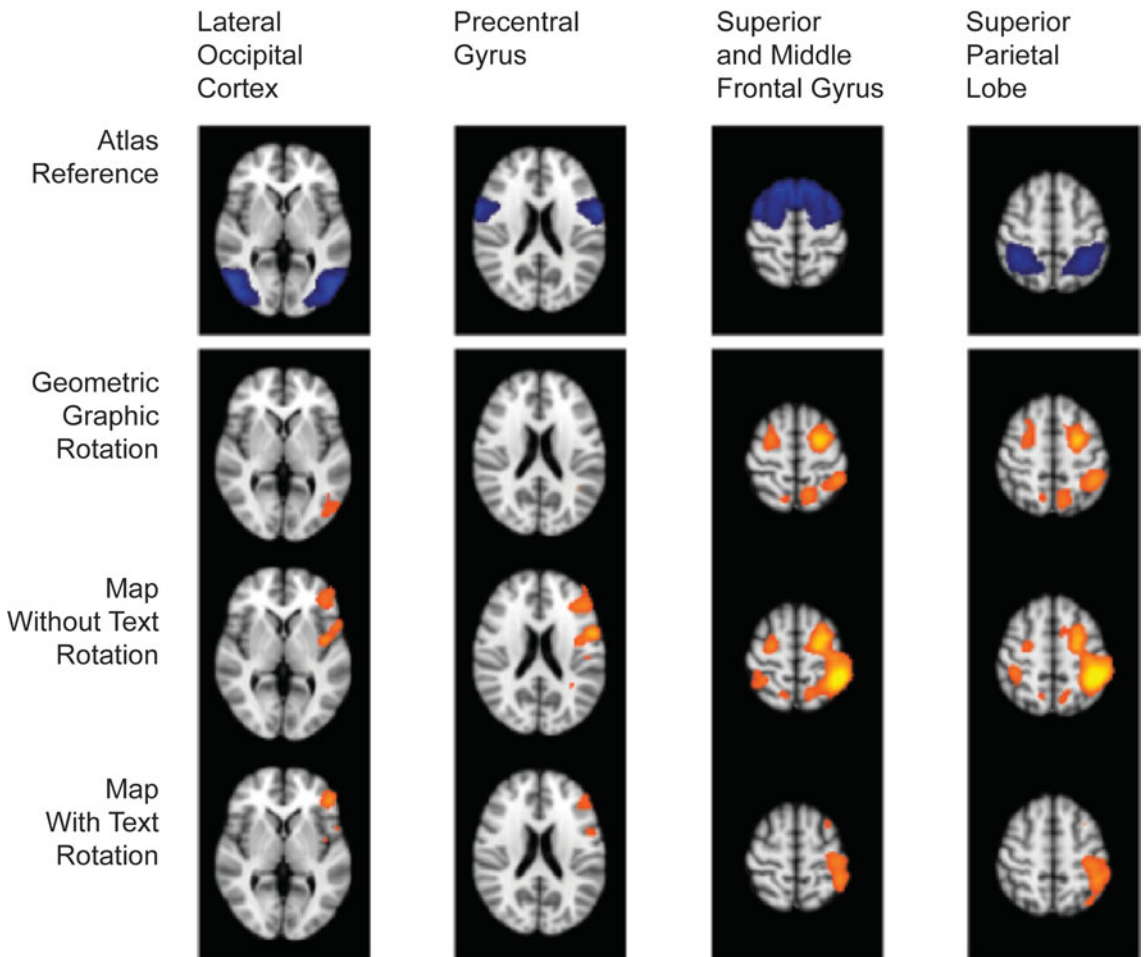 Lateral
Occipital
Cortex
Precentral
Gyrus
Superior
and Middle
Frontal Gyrus
Superior
Parietal
Lobe
Atlas
Reference
Geometric
Graphic
Rotation
Map
Without Text
Rotation
Map
With Text
Rotation